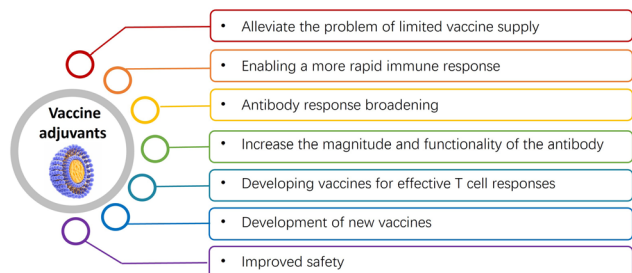 Vaccine
adjuvants
• Alleviate the problem of limited vaccine supply
• Enabling a more rapid immune response
• Antibody response broadening
• Increase the magnitude and functionality of the antibody
• Developing vaccines for effective T cell responses
• Development of new vaccines
• Improved safety